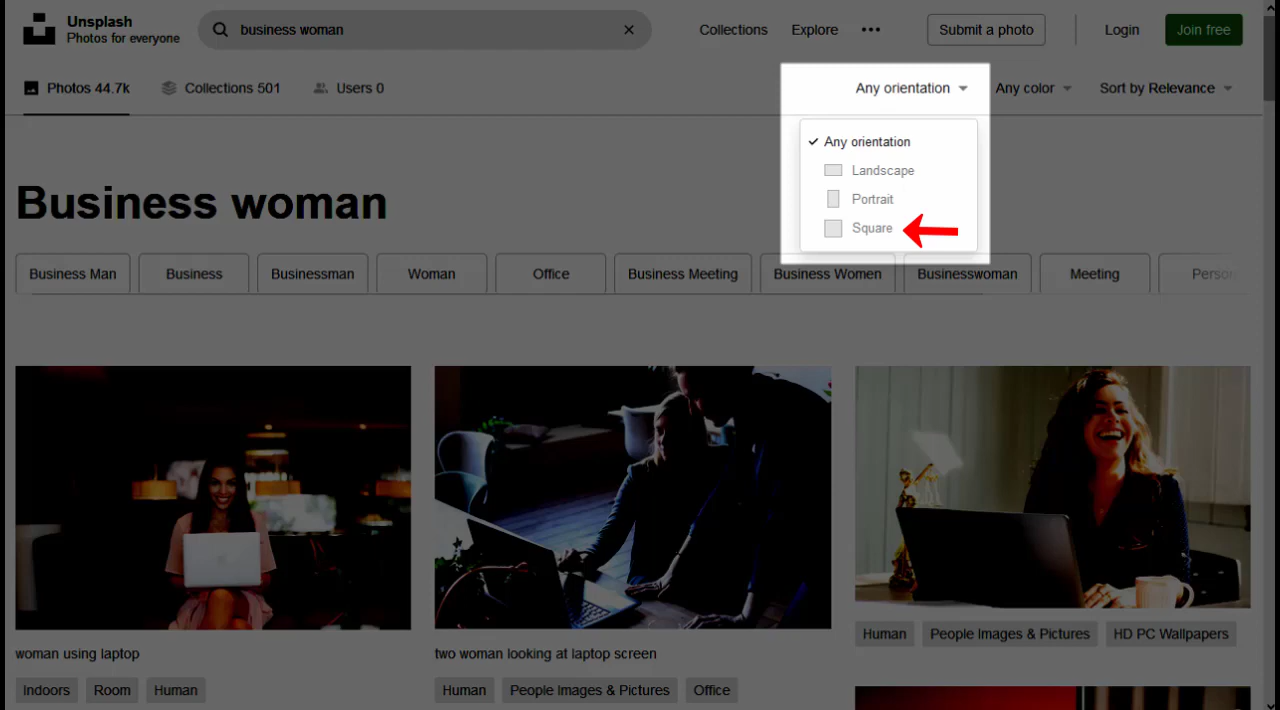 Unsplash
Photos for everyone
business woman
Collections
Explore
Submit a photo
Login
Join free
Photos 44.7k
Collections 501
Users 0
Any orientation
Any color
Sort by Relevance
Any orientation
Landscape
Portrait
Square
Business woman
Business Man
Business
Businessman
Woman
Office
Business Meeting
Business Women
Businesswoman
Meeting
woman using laptop
Indoors
Room
Human
two woman looking at laptop screen
Human
People Images & Pictures
Office
Human
People Images & Pictures
HD PC Wallpapers